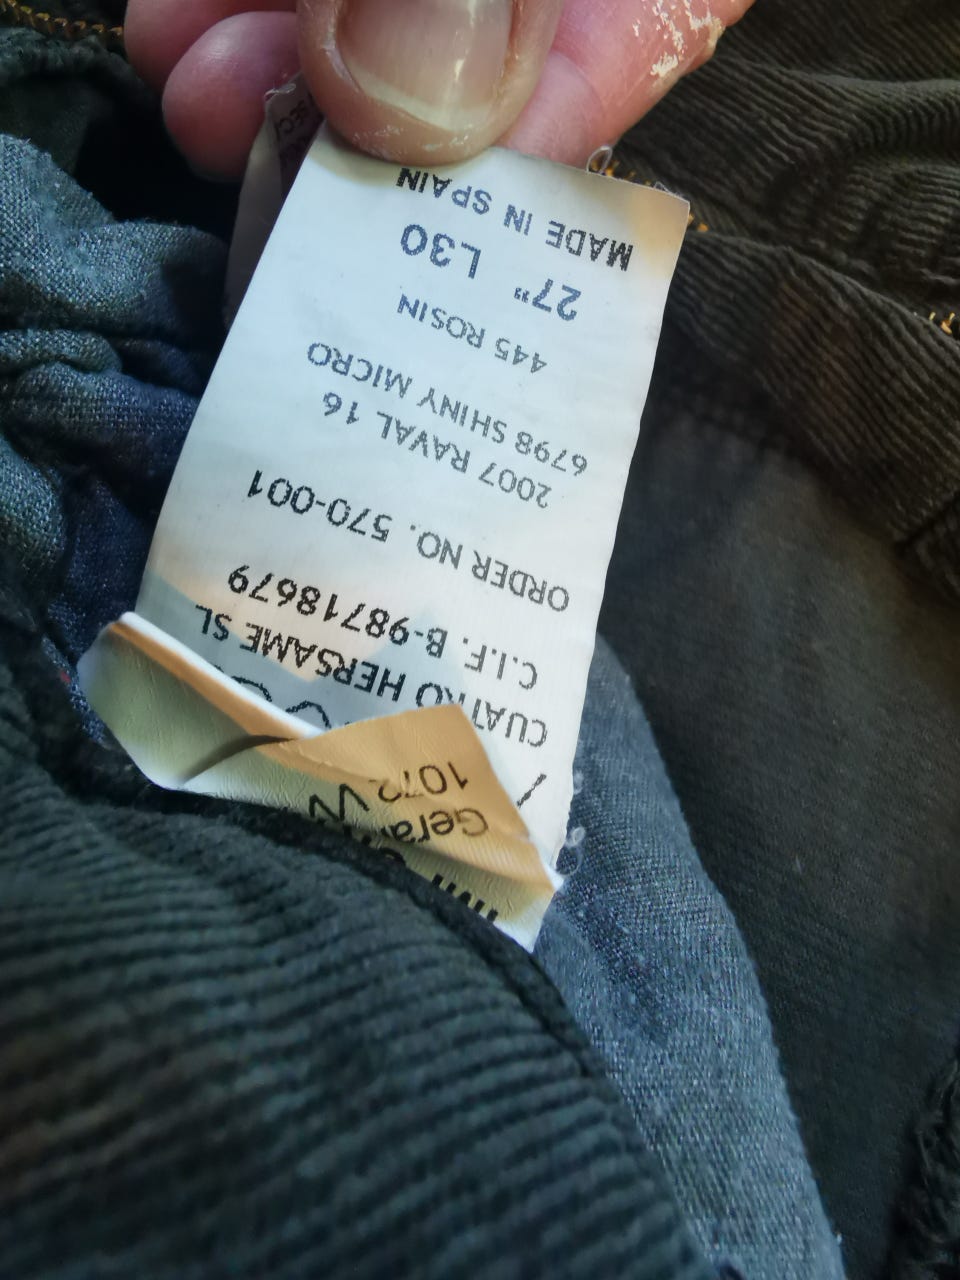 CUATRO HERSAME SL
C.I.F. B-98718679
ORDER NO. 570-001
2007 RAVAL 16
6798 SHINY MICRO
445 ROSIN
27" L30
MADE IN SPAIN
1072